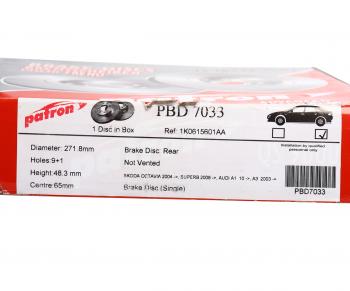 patron
PBD 7033
1 Disc in Box
Ref: 1K0615601AA
Installation by qualified
personnal only
Diameter: 271.8mm
Brake Disc Rear
Holes 9+1
Not Vented
Height: 48.3 mm
SKODA OCTAVIA 2004 ->, SUPERB 2008 ->, AUDI A1 10 ->, A3 2003 ->
Centre: 65mm
Brake Disc (Single)
PBD7033